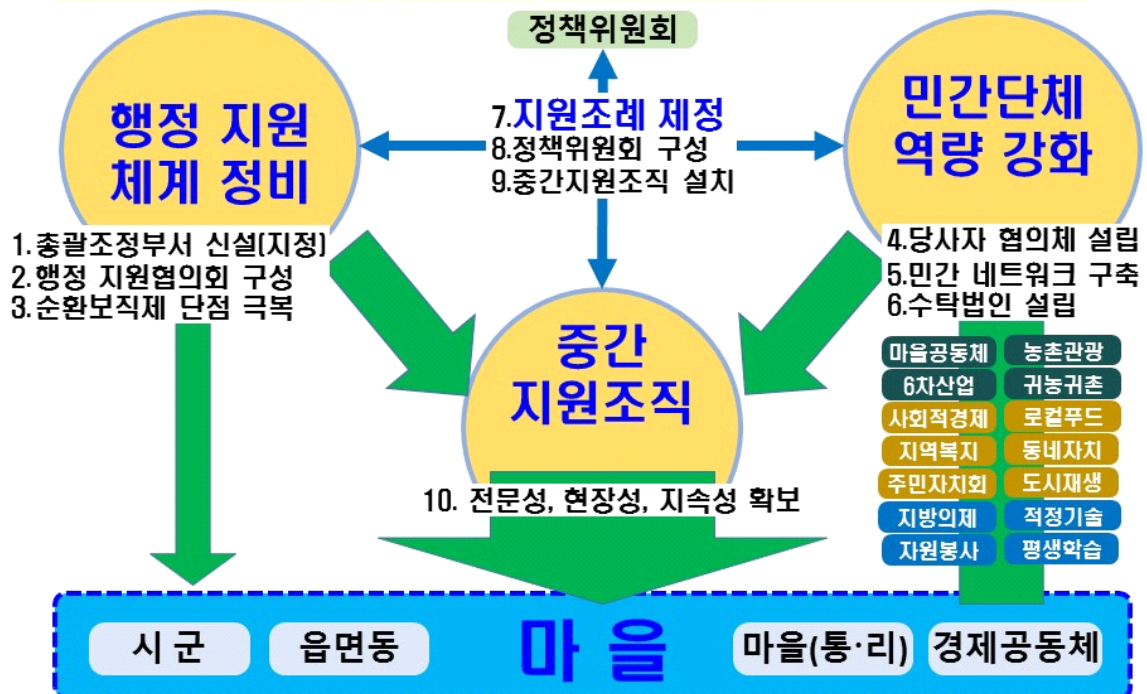 정책위원회
행정 지원
체계 정비
7.지원조례 제정
8.정책위원회 구성
9.중간지원조직 설치
민간단체
역량 강화
1.총괄조정부서 신설(지정)
2.행정 지원협의회 구성
3.순환보직제 단점 극복
4.당사자 협의체 설립
5.민간 네트워크 구축
6.수탁법인 설립
중간
지원조직
마을공동체 농촌관광
6차산업 귀농귀촌
사회적경제 로컬푸드
지역복지 동네자치
주민자치회 도시재생
지방의제 적정기술
자원봉사 평생학습
10. 전문성, 현장성, 지속성 확보
시 군 읍면동 마 을 마을(통·리) 경제공동체